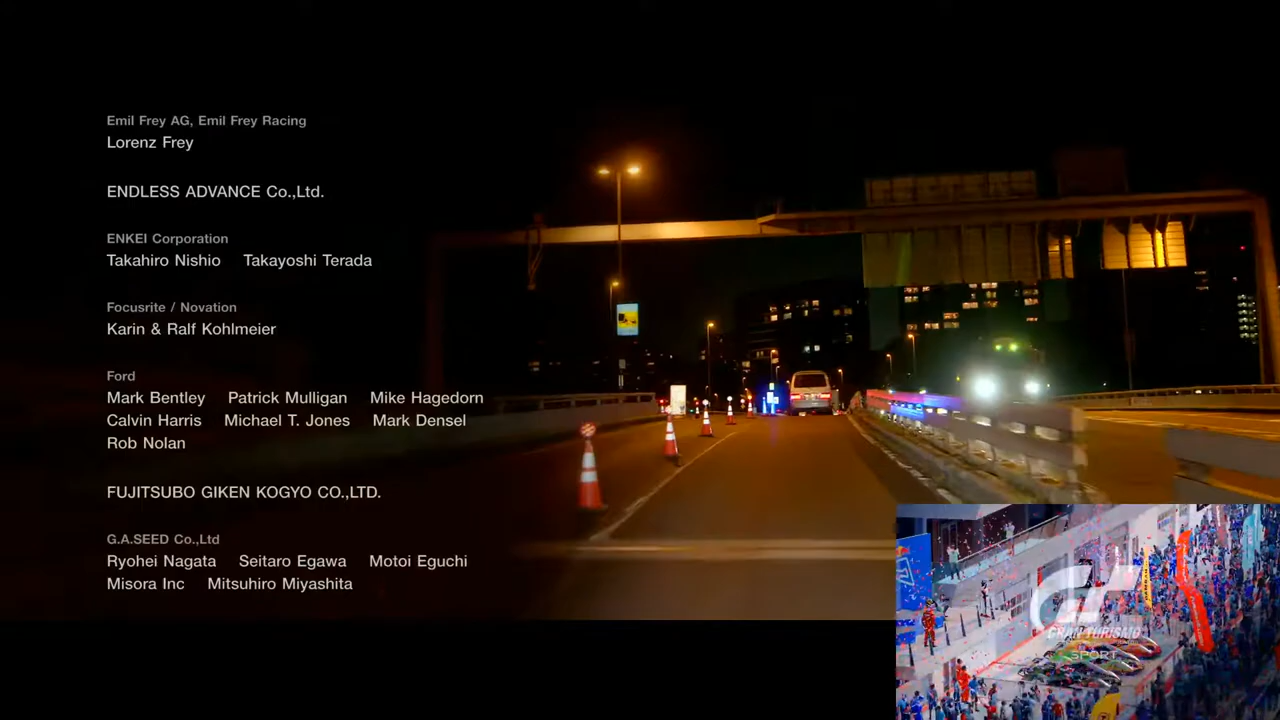 Emil Frey AG, Emil Frey Racing
Lorenz Frey
ENDLESS ADVANCE Co.,Ltd.
ENKEI Corporation
Takahiro Nishio Takayoshi Terada
Focusrite / Novation
Karin & Ralf Kohlmeier
Ford
Mark Bentley Patrick Mulligan Mike Hagedorn
Calvin Harris Michael T. Jones Mark Densel
Rob Nolan
FUJITSUBO GIKEN KOGYO CO.,LTD.
G.A.SEED Co.,Ltd
Ryohei Nagata Seitaro Egawa Motoi Eguchi
Misora Inc Mitsuhiro Miyashita
GT
GRAN TURISMO
SPORT